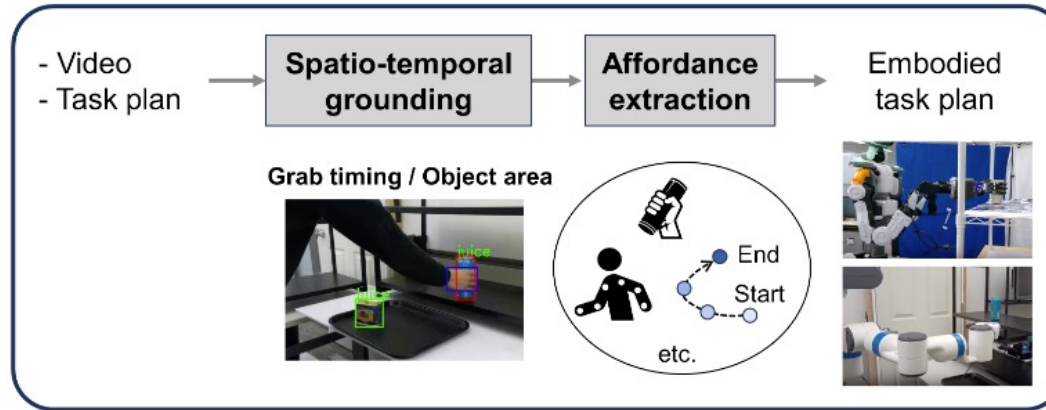 - Video
- Task plan
Spatio-temporal
grounding
Affordance
extraction
Embodied
task plan
Grab timing / Object area
juice
juice
End
Start
etc.